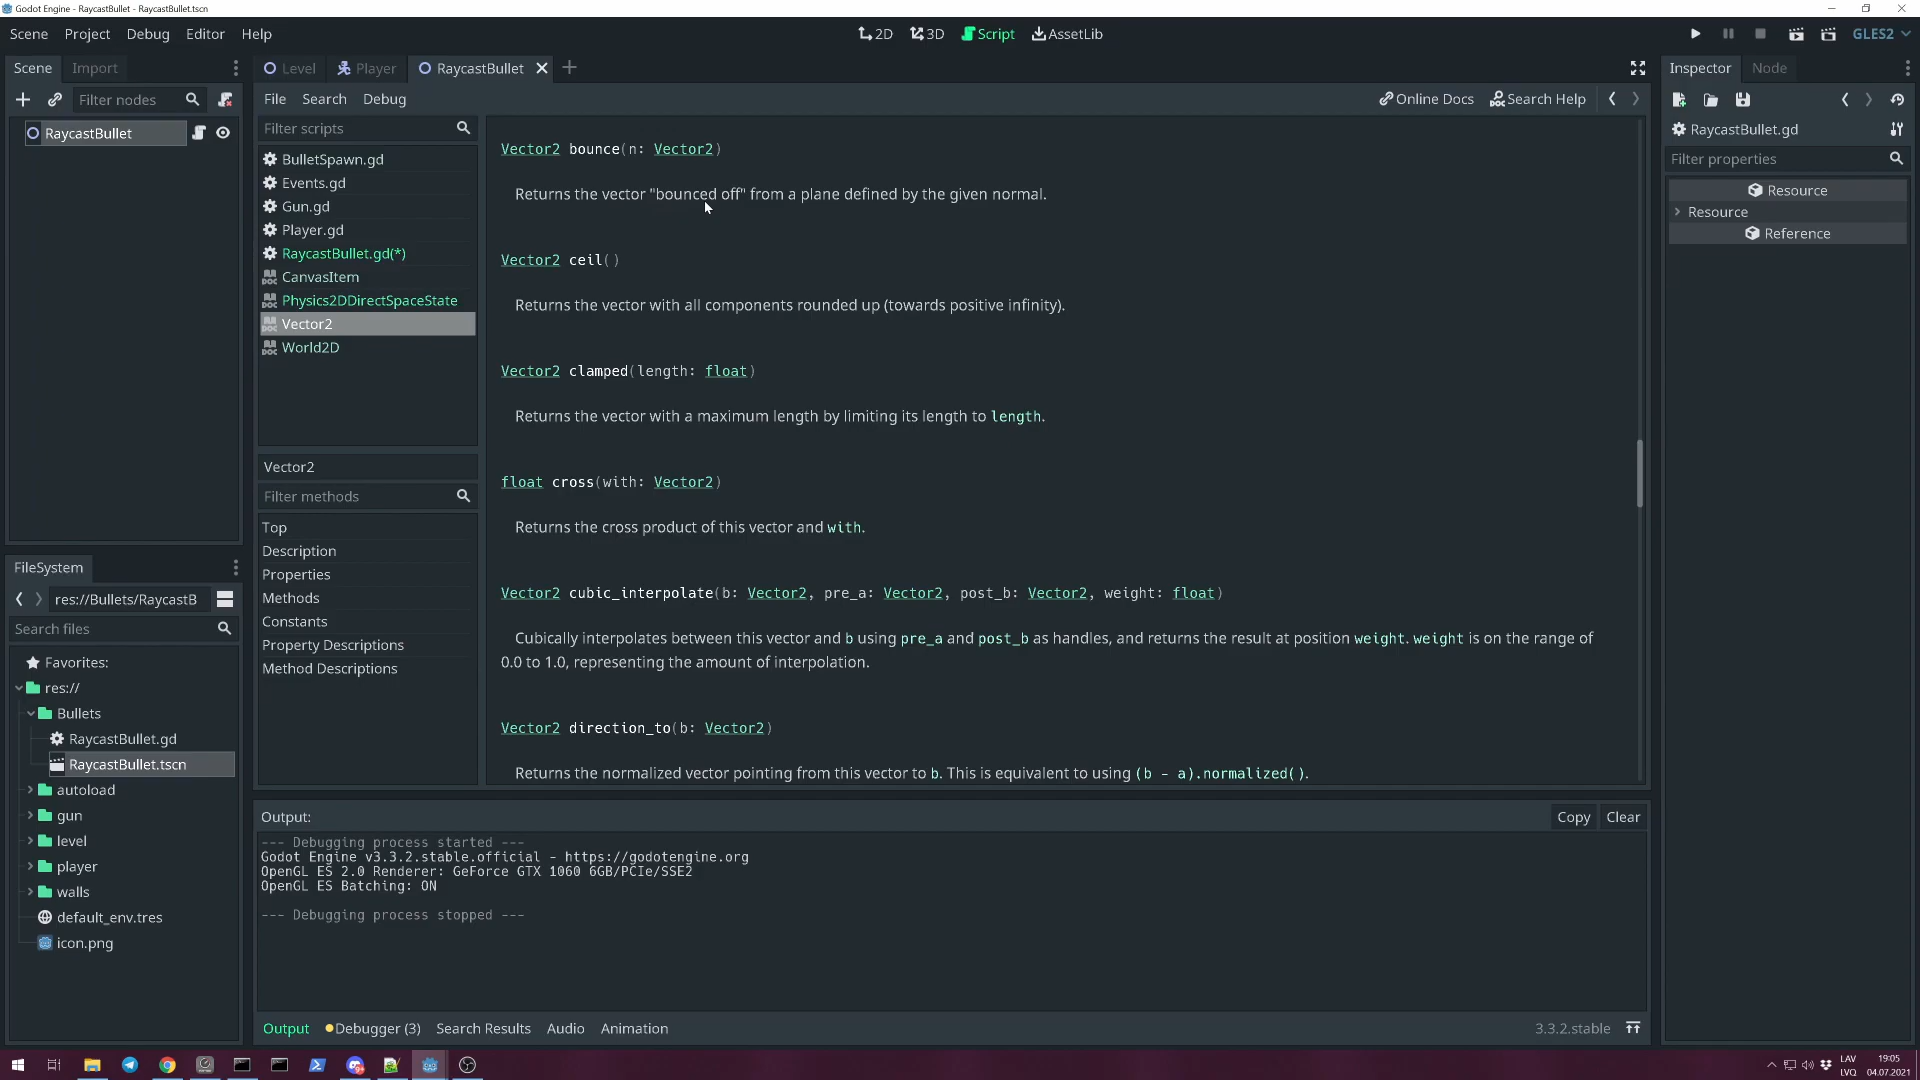 Godot Engine - RaycastBullet - RaycastBullet.tscn
Scene Project Debug Editor Help
2D 3D Script AssetLib
GLES2
Scene Import
Level Player RaycastBullet
Inspector Node
Filter nodes
File Search Debug
Online Docs Search Help
RaycastBullet
Filter scripts
BulletSpawn.gd
Events.gd
Gun.gd
Player.gd
RaycastBullet.gd(*)
CanvasItem
Physics2DDirectSpaceState
Vector2
World2D
Vector2
Filter methods
Top
Description
Properties
Methods
Constants
Property Descriptions
Method Descriptions
Vector2 bounce(n: Vector2)
Returns the vector "bounced off" from a plane defined by the given normal.
Vector2 ceil()
Returns the vector with all components rounded up (towards positive infinity).
Vector2 clamped(length: float)
Returns the vector with a maximum length by limiting its length to length.
float cross(with: Vector2)
Returns the cross product of this vector and with.
Vector2 cubic_interpolate(b: Vector2, pre_a: Vector2, post_b: Vector2, weight: float)
Cubically interpolates between this vector and b using pre_a and post_b as handles, and returns the result at position weight. weight is on the range of
0.0 to 1.0, representing the amount of interpolation.
Vector2 direction_to(b: Vector2)
Returns the normalized vector pointing from this vector to b. This is equivalent to using (b - a).normalized().
RaycastBullet.gd
Filter properties
Resource
Resource
Reference
FileSystem
res://Bullets/RaycastB
Search files
Favorites:
res://
Bullets
RaycastBullet.gd
RaycastBullet.tscn
autoload
gun
level
player
walls
default_env.tres
icon.png
Output:
Copy Clear
--- Debugging process started ---
Godot Engine v3.3.2.stable.official - https://godotengine.org
OpenGL ES 2.0 Renderer: GeForce GTX 1060 6GB/PCIe/SSE2
OpenGL ES Batching: ON
--- Debugging process stopped ---
Output Debugger (3) Search Results Audio Animation
3.3.2.stable
LAV
LVQ
19:05
04.07.2021